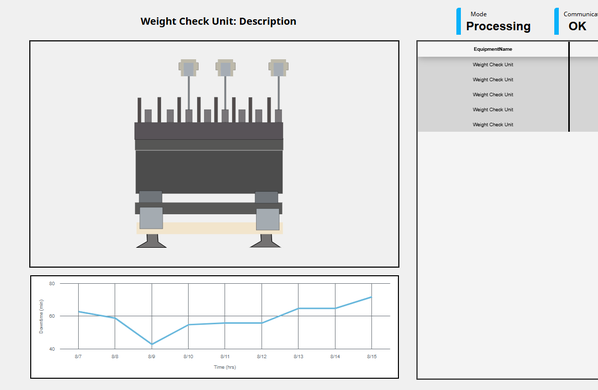 Weight Check Unit: Description
Mode
Processing
Communica
OK
EquipmentName
Weight Check Unit
Weight Check Unit
Weight Check Unit
Weight Check Unit
Weight Check Unit
80
60
40
Downtime (min)
8/7
8/8
8/9
8/10
8/11
8/12
8/13
8/14
8/15
Time (hrs)